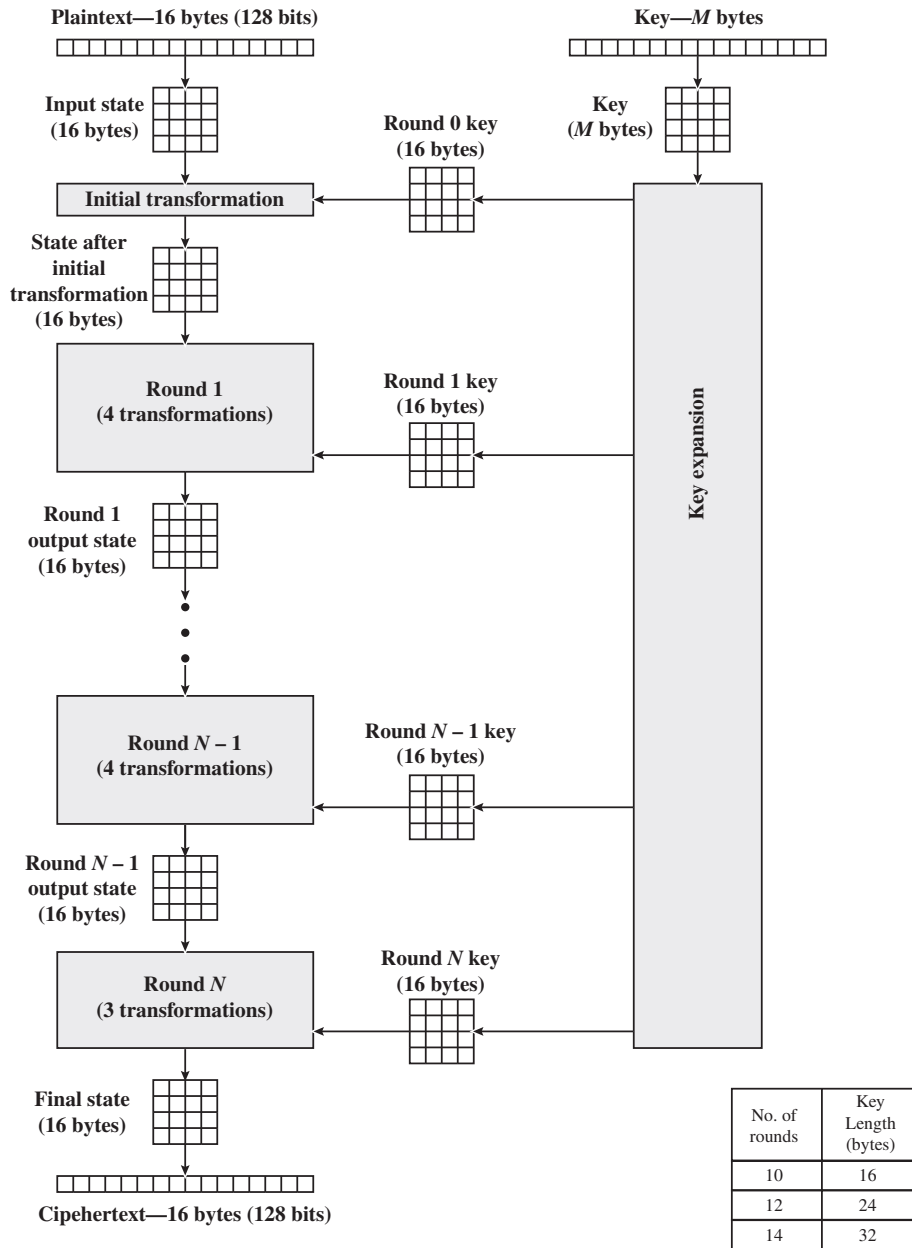 Plaintext—16 bytes (128 bits)
Key—M bytes
Input state
(16 bytes)
Key
(M bytes)
Round 0 key
(16 bytes)
Initial transformation
State after
initial
transformation
(16 bytes)
Round 1
(4 transformations)
Round 1 key
(16 bytes)
Key expansion
Round 1
output state
(16 bytes)
Round N – 1
(4 transformations)
Round N – 1 key
(16 bytes)
Round N – 1
output state
(16 bytes)
Round N
(3 transformations)
Round N key
(16 bytes)
Final state
(16 bytes)
Cipehertext—16 bytes (128 bits)
No. of
rounds
Key
Length
(bytes)
10 16
12 24
14 32